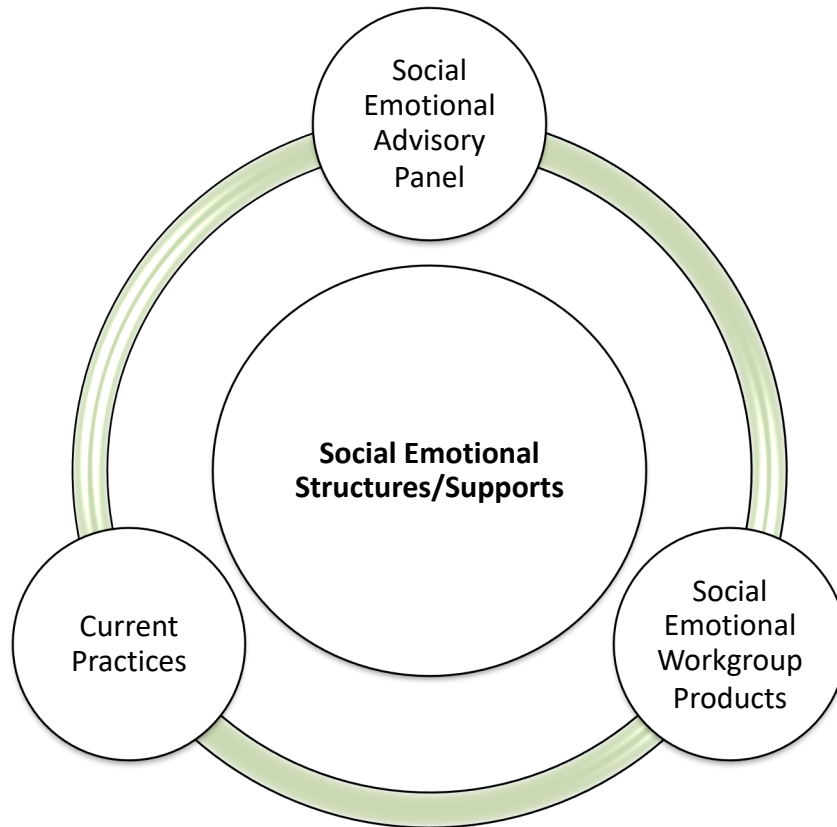 Social
Emotional
Advisory
Panel
Social Emotional
Structures/Supports
Current
Practices
Social
Emotional
Workgroup
Products